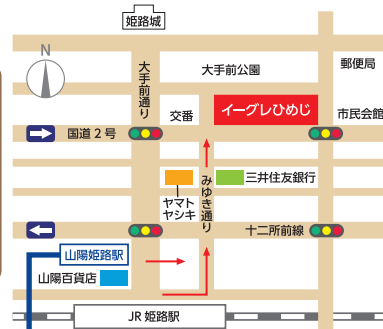 姫路城
N
大手前通り
大手前公園
郵便局
交番
イーグレひめじ
市民会館
国道2号
ヤマト
ヤシキ
みゆき通り
三井住友銀行
十二所前線
山陽姫路駅
山陽百貨店
JR 姫路駅